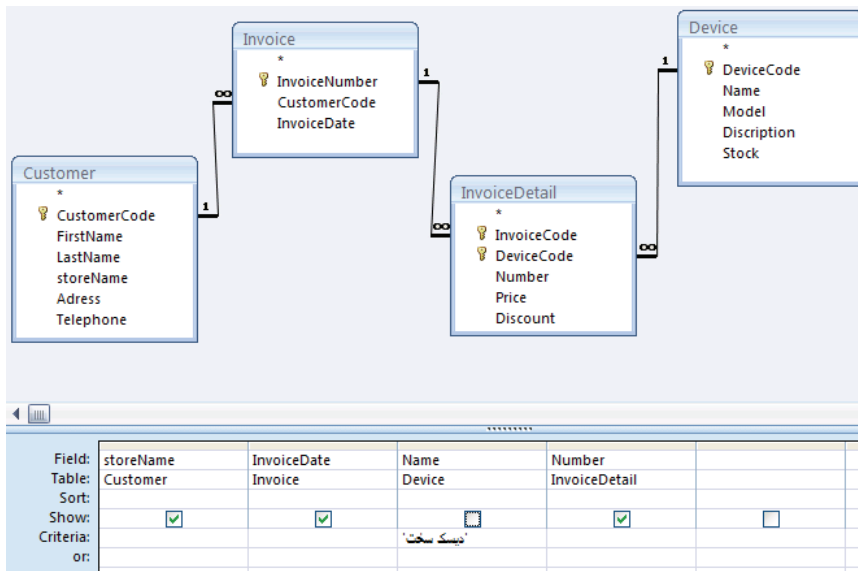 Invoice
*
InvoiceNumber
CustomerCode
InvoiceDate
Device
*
DeviceCode
Name
Model
Discription
Stock
Customer
*
CustomerCode
FirstName
LastName
storeName
Adress
Telephone
InvoiceDetail
*
InvoiceCode
DeviceCode
Number
Price
Discount
1
∞
1
∞
1
∞
Field: storeName InvoiceDate Name Number
Table: Customer Invoice Device InvoiceDetail
Sort:
Show:
Criteria: 'دیسک سخت'
or: